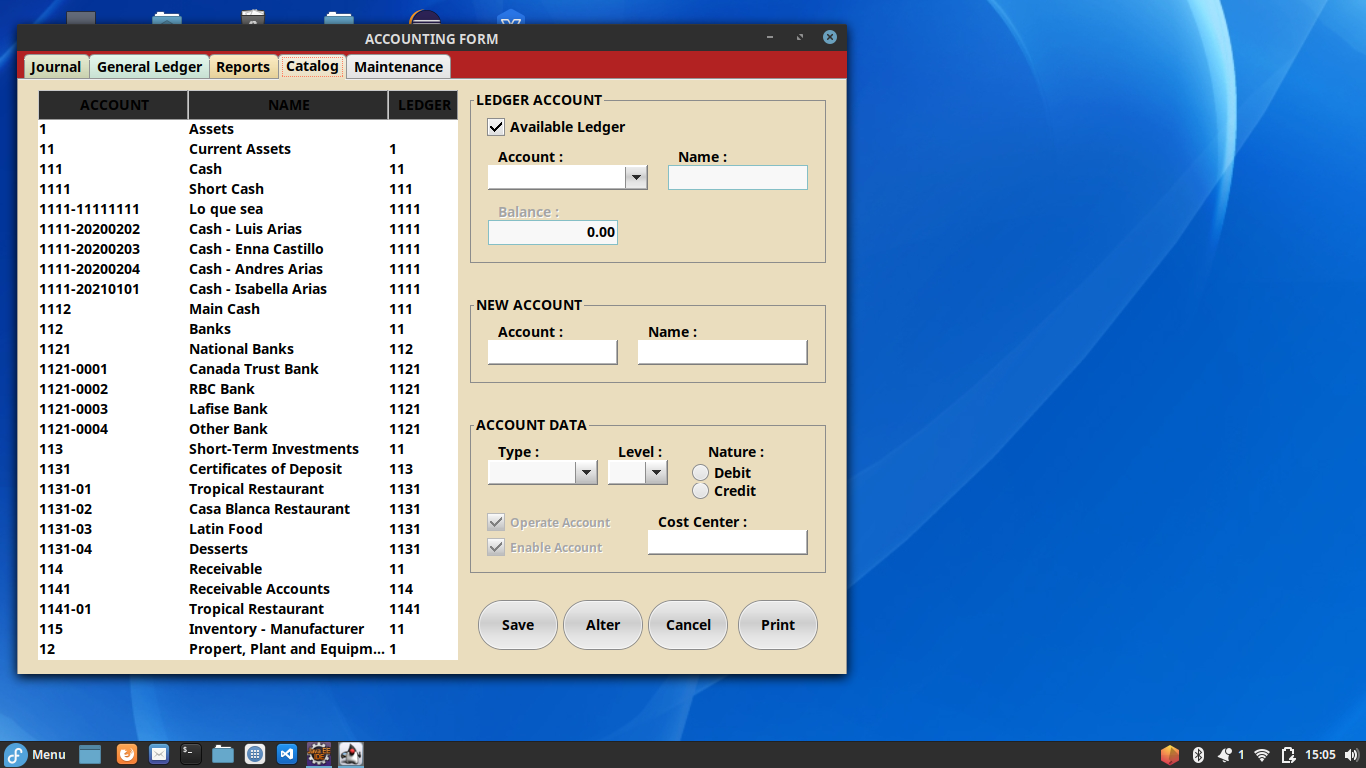 ACCOUNTING FORM
Journal General Ledger Reports Catalog Maintenance
ACCOUNT NAME LEDGER
1 Assets
11 Current Assets 1
111 Cash 11
1111 Short Cash 111
1111-11111111 Lo que sea 1111
1111-20200202 Cash - Luis Arias 1111
1111-20200203 Cash - Enna Castillo 1111
1111-20200204 Cash - Andres Arias 1111
1111-20210101 Cash - Isabella Arias 1111
1112 Main Cash 111
112 Banks 11
1121 National Banks 112
1121-0001 Canada Trust Bank 1121
1121-0002 RBC Bank 1121
1121-0003 Lafise Bank 1121
1121-0004 Other Bank 1121
113 Short-Term Investments 11
1131 Certificates of Deposit 113
1131-01 Tropical Restaurant 1131
1131-02 Casa Blanca Restaurant 1131
1131-03 Latin Food 1131
1131-04 Desserts 1131
114 Receivable 11
1141 Receivable Accounts 114
1141-01 Tropical Restaurant 1141
115 Inventory - Manufacturer 11
12 Propert, Plant and Equipm... 1
LEDGER ACCOUNT
Available Ledger
Account : Name :
Balance :
0.00
NEW ACCOUNT
Account : Name :
ACCOUNT DATA
Type : Level : Nature :
Debit
Credit
Operate Account Cost Center :
Enable Account
Save Alter Cancel Print
Menu 1 15:05